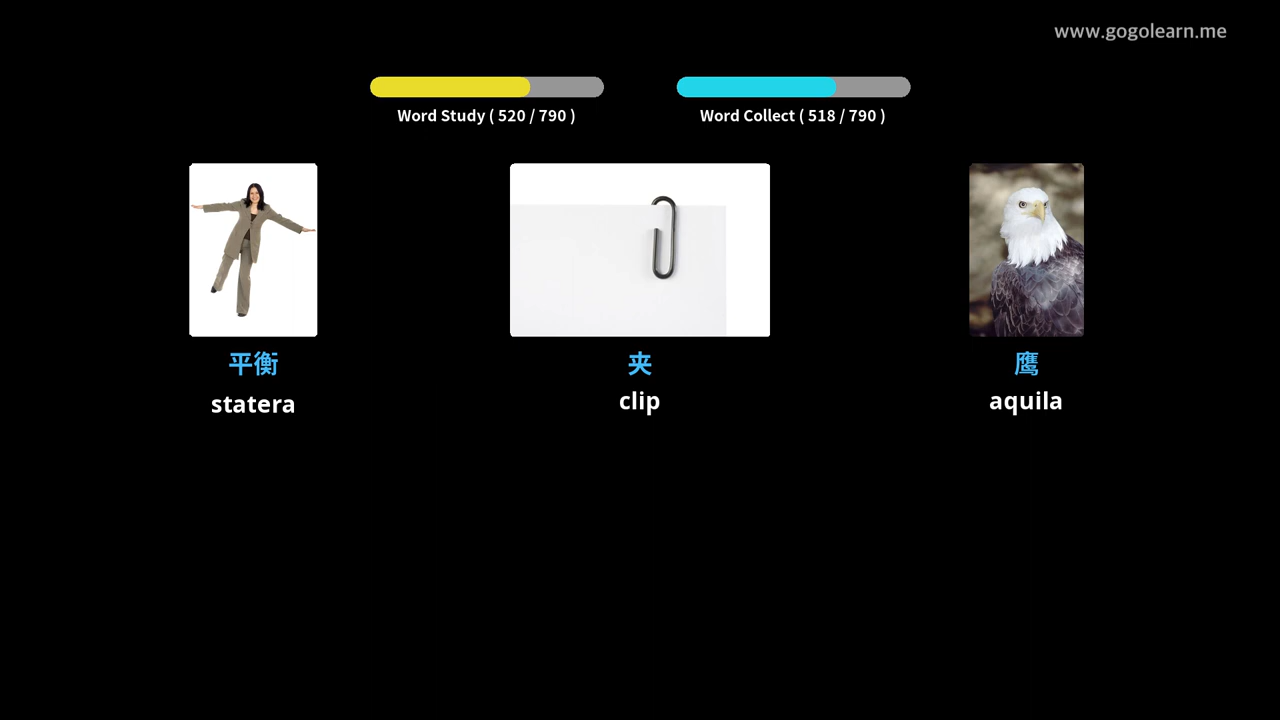 www.gogolearn.me
Word Study ( 520 / 790 )
Word Collect ( 518 / 790 )
平衡
夹
鹰
statera
clip
aquila